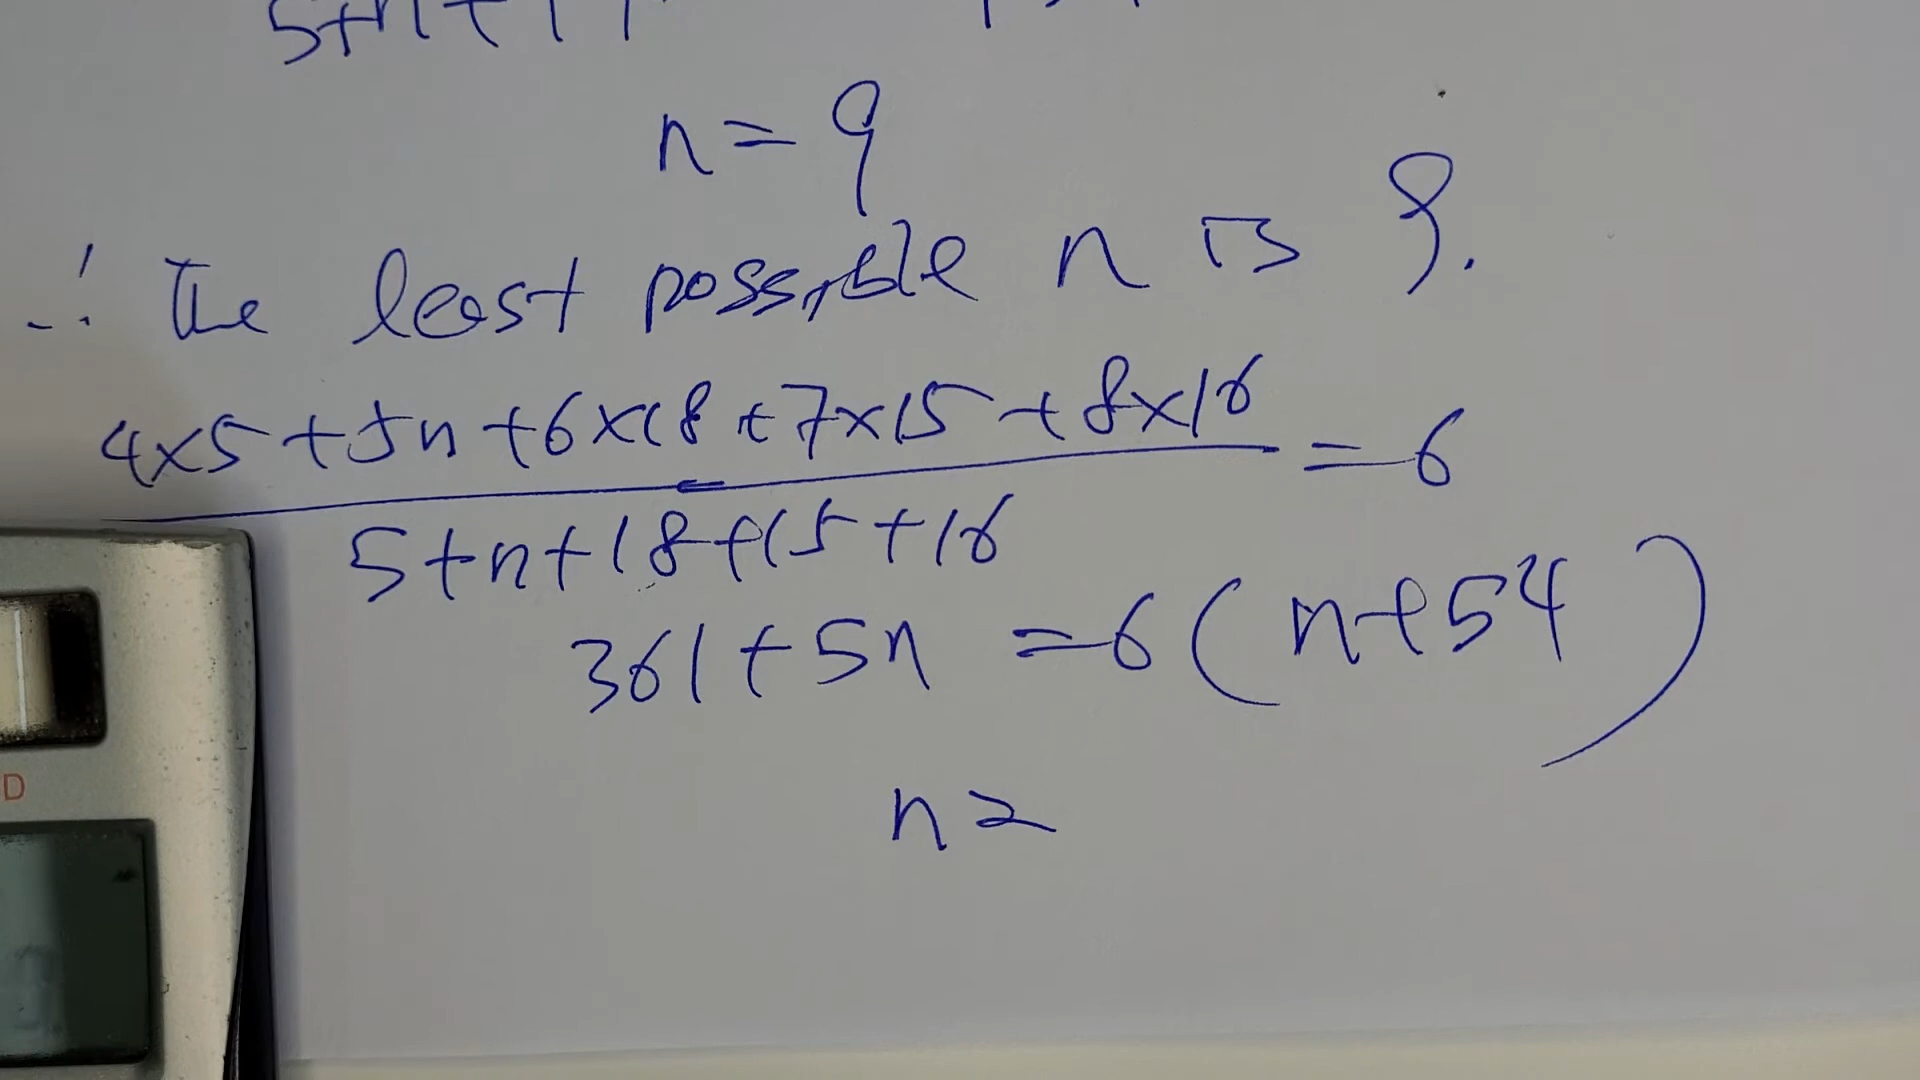 n = 9
∴ The least possible n is 9.
4×5+5n+6×18+7×15+8×16
= 6
5+n+18+15+16
361+5n = 6(n+54)
n =
D